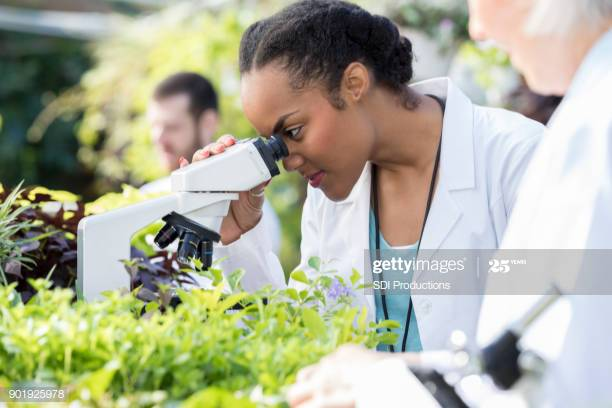 gettyimages®
SDI Productions
25 YEARS
901925978